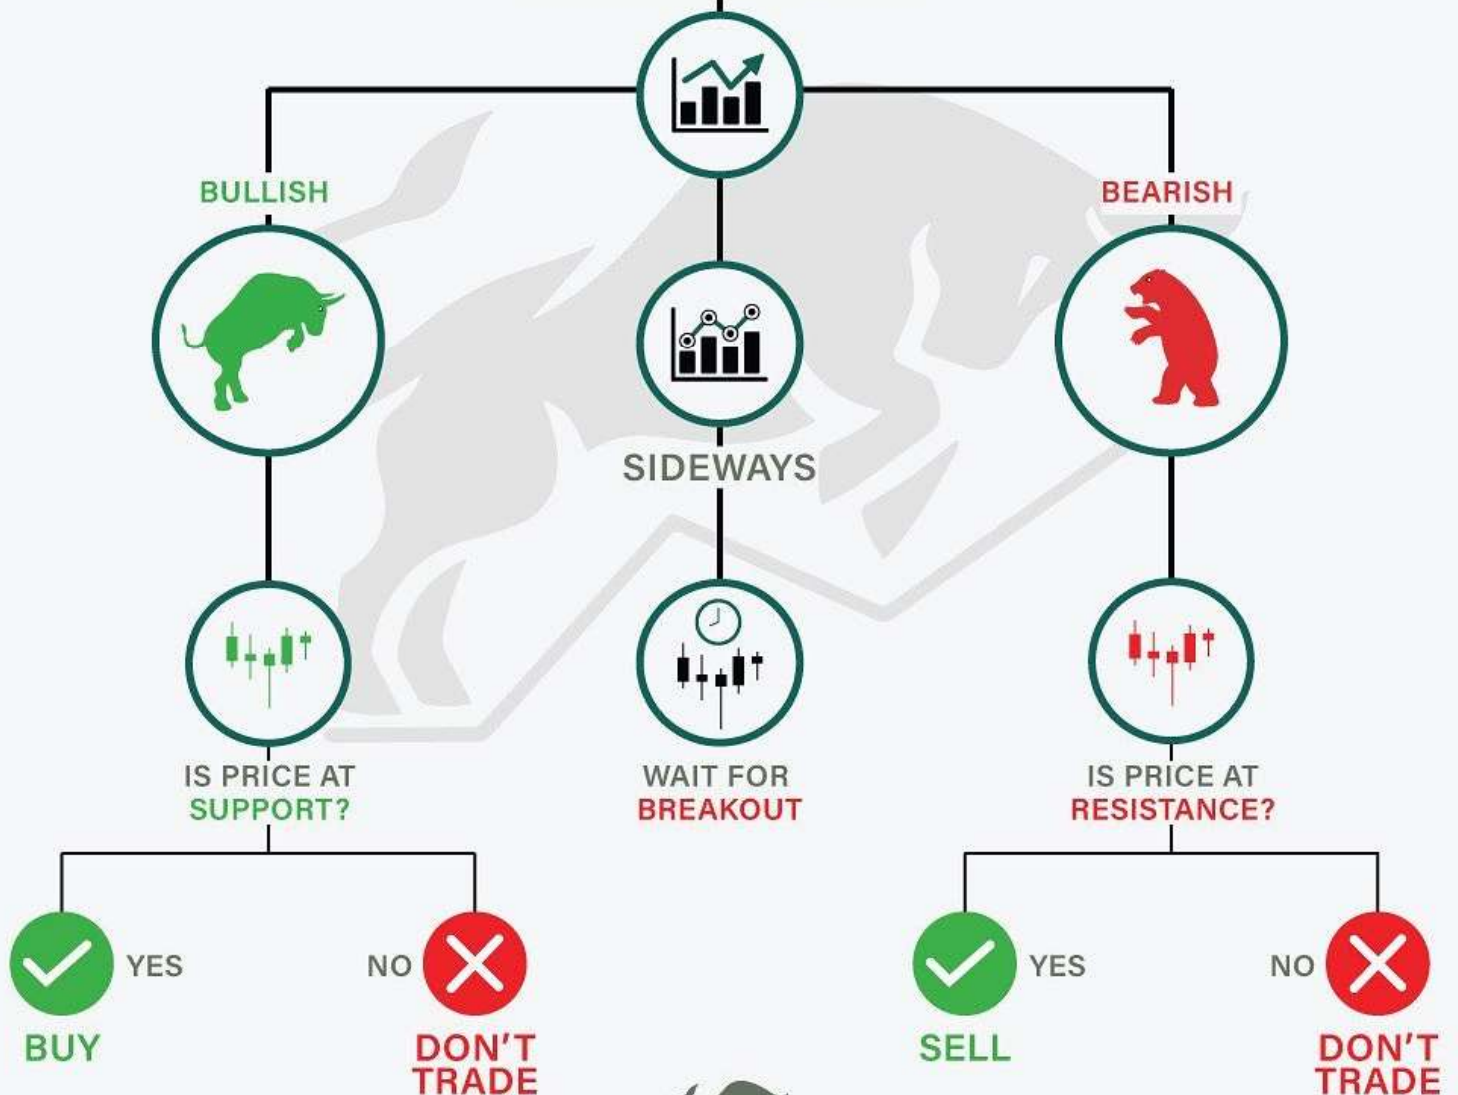 BULLISH
BEARISH
SIDEWAYS
IS PRICE AT
SUPPORT?
WAIT FOR
BREAKOUT
IS PRICE AT
RESISTANCE?
YES
NO
YES
NO
BUY
DON'T
TRADE
SELL
DON'T
TRADE